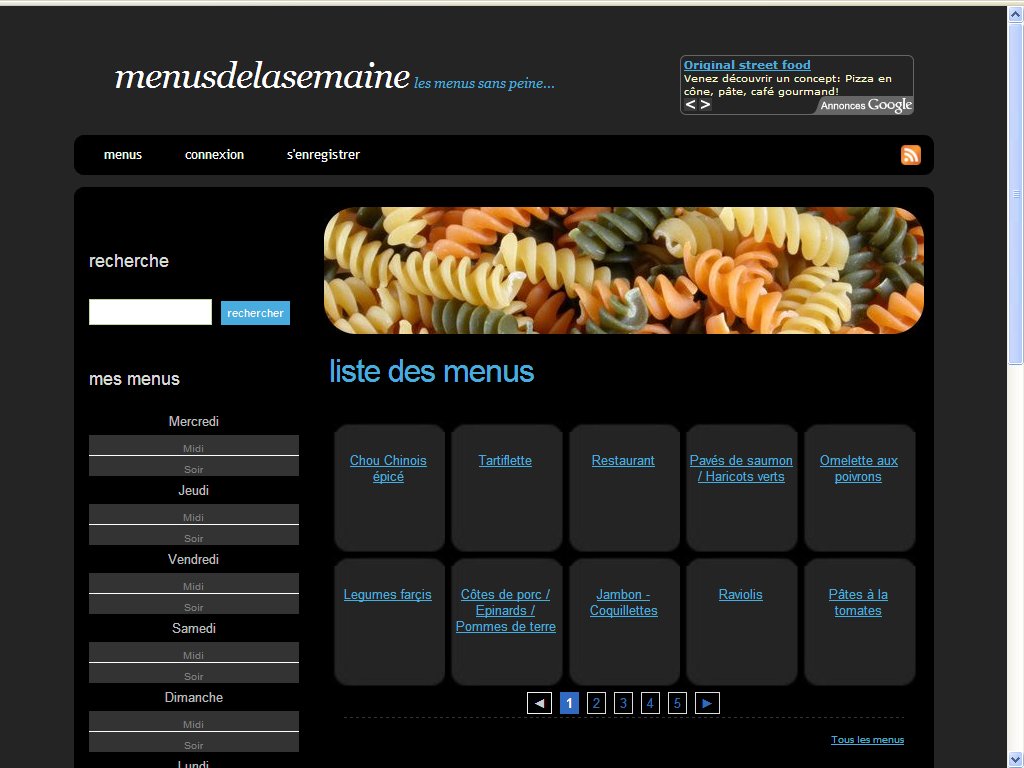 menusdelasemaine les menus sans peine...
Original street food
Venez découvrir un concept: Pizza en
cône, pâte, café gourmand!
< > Annonces Google
menus connexion s'enregistrer
recherche
rechercher
mes menus
Mercredi
Midi
Soir
Jeudi
Midi
Soir
Vendredi
Midi
Soir
Samedi
Midi
Soir
Dimanche
Midi
Soir
Lundi
liste des menus
Chou Chinois
épicé
Tartiflette
Restaurant
Pavés de saumon
/ Haricots verts
Omelette aux
poivrons
Legumes farçis
Côtes de porc /
Epinards /
Pommes de terre
Jambon -
Coquillettes
Raviolis
Pâtes à la
tomates
◄ 1 2 3 4 5 ►
Tous les menus